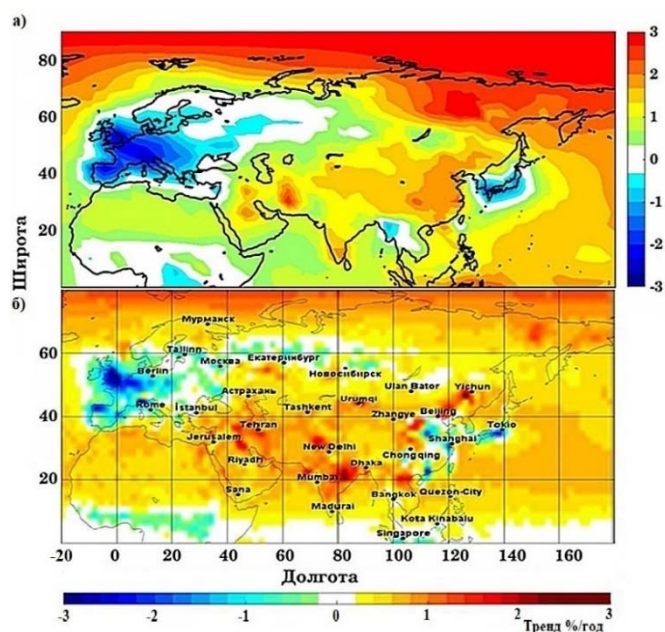 а)
80
60
40
20
Широта
3
2
1
0
-1
-2
-3
б)
60
40
20
Мурманск
Tallinn
Москва
Екатеринбург
Новосибирск
Berlin
Астрахань
Ulan Bator
Yichun
Rome
İstanbul
Tashkent
Urumqi
Zhangye
Beijing
Tokio
Jerusalem
Tehran
Shanghai
New Delhi
Chongqing
Riyadh
Dhaka
Mumbai
Sana
Bangkok
Quezon-City
Madurai
Kota Kinabalu
Singapore
-20 0 20 40 60 80 100 120 140 160
Долгота
-3 -2 -1 0 1 2 3
Тренд %/год